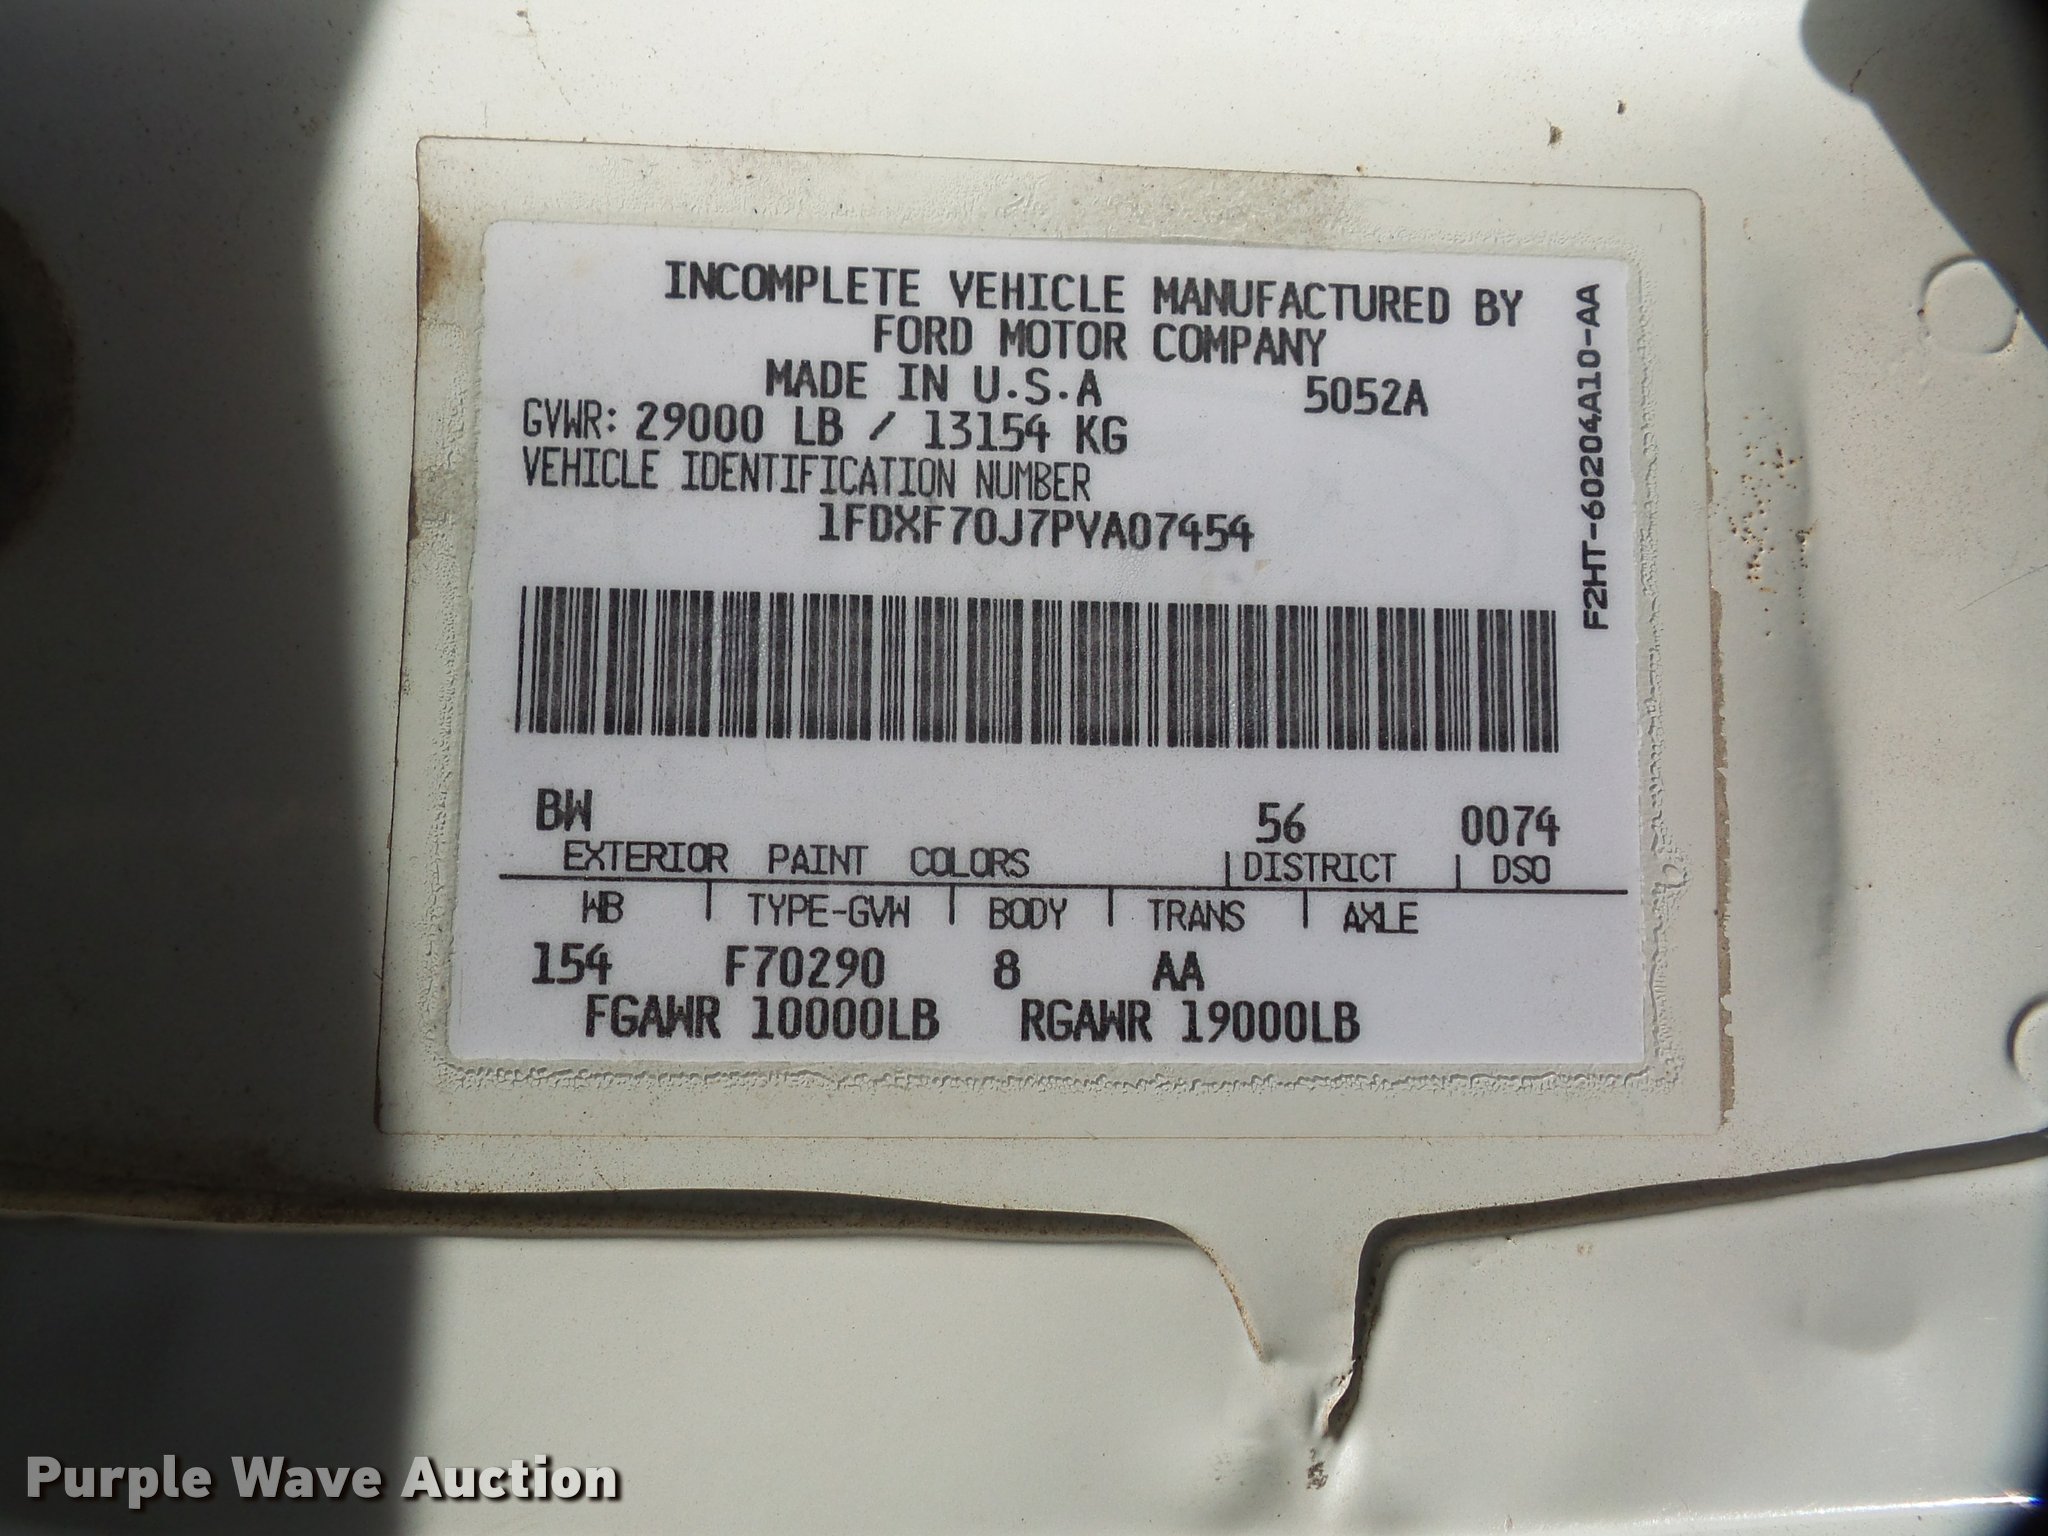 INCOMPLETE VEHICLE MANUFACTURED BY
FORD MOTOR COMPANY
MADE IN U.S.A 5052A
GVWR: 29000 LB / 13154 KG
VEHICLE IDENTIFICATION NUMBER
1FDXF70J7PVA07454
F2HT-60204A10-AA
BW 56 0074
EXTERIOR PAINT COLORS DISTRICT DSO
WB TYPE-GVW BODY TRANS AXLE
154 F70290 8 AA
FGAWR 10000LB RGAWR 19000LB
Purple Wave Auction